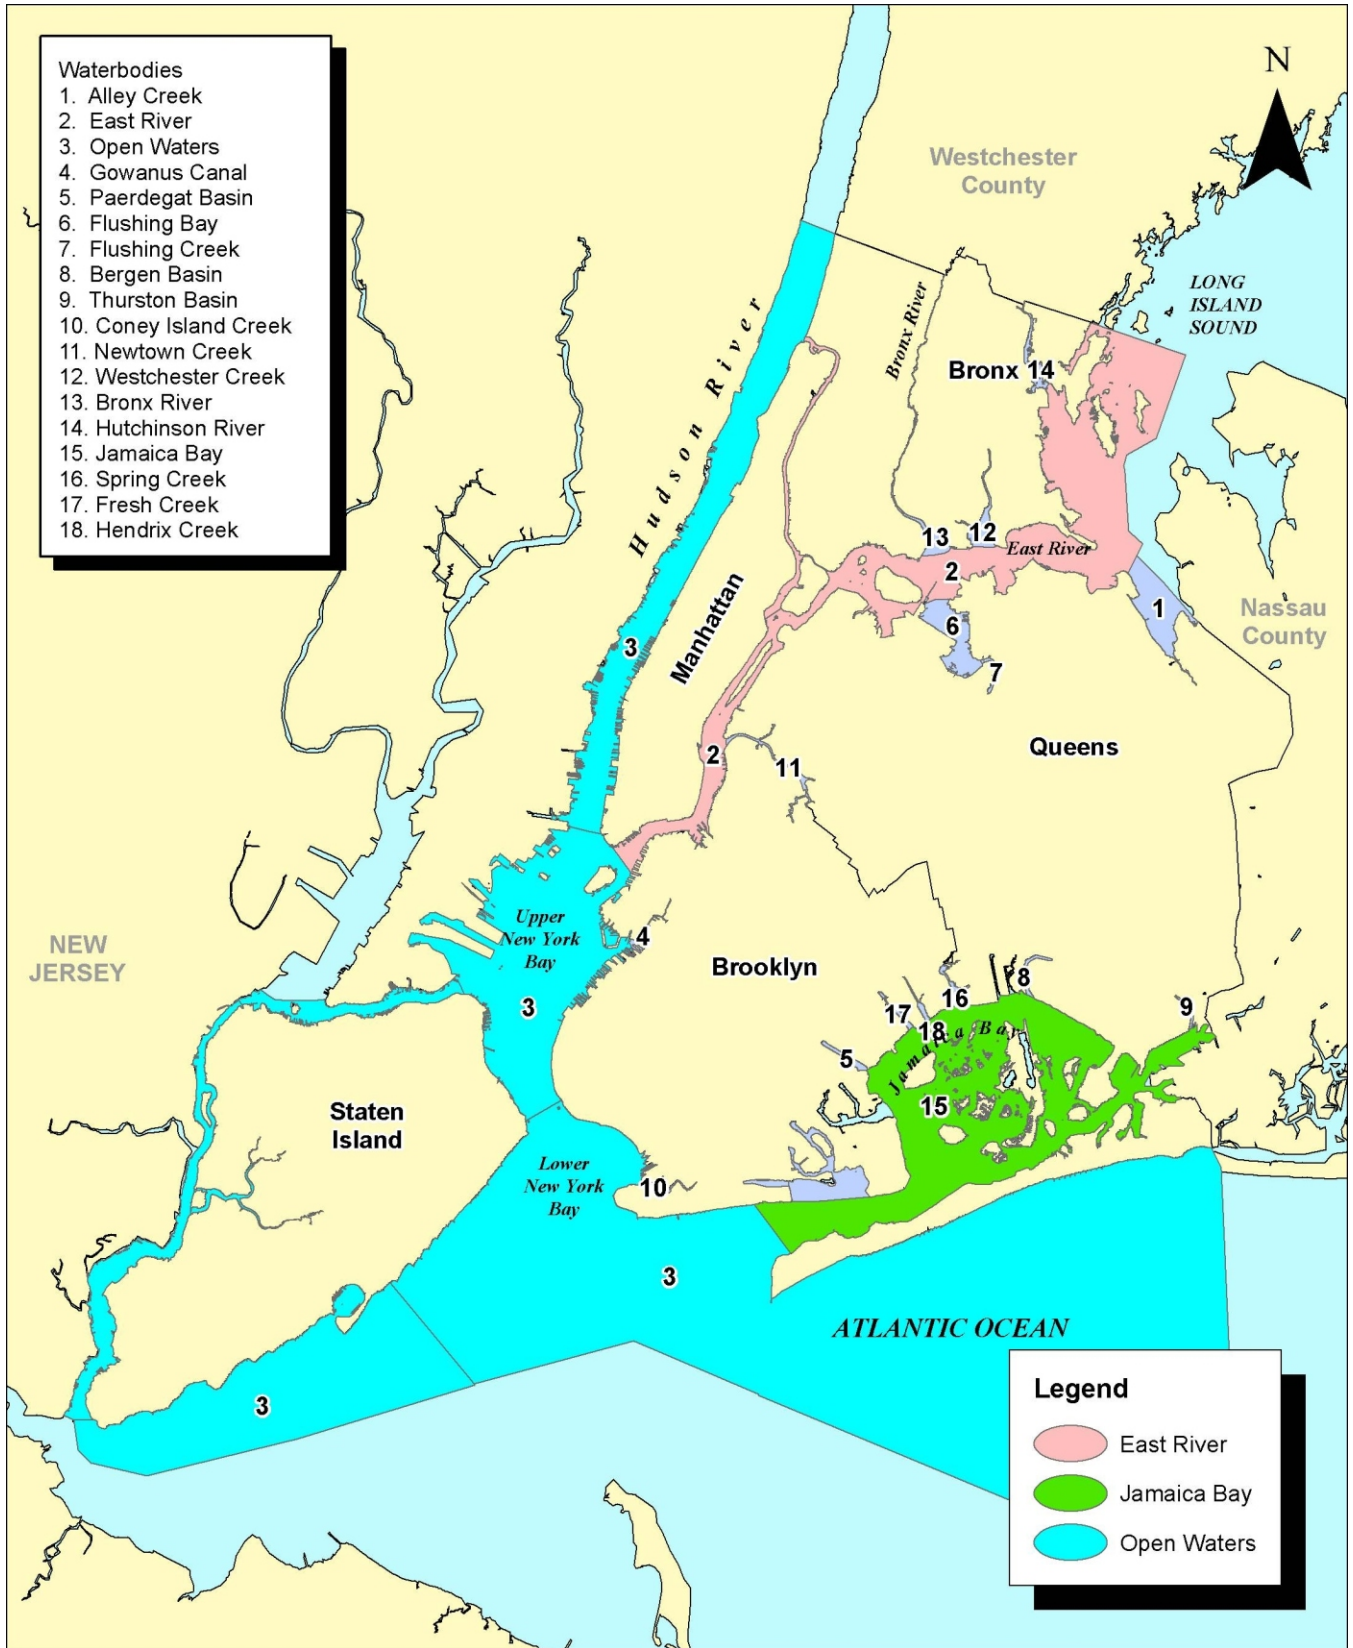 Waterbodies
1. Alley Creek
2. East River
3. Open Waters
4. Gowanus Canal
5. Paerdegat Basin
6. Flushing Bay
7. Flushing Creek
8. Bergen Basin
9. Thurston Basin
10. Coney Island Creek
11. Newtown Creek
12. Westchester Creek
13. Bronx River
14. Hutchinson River
15. Jamaica Bay
16. Spring Creek
17. Fresh Creek
18. Hendrix Creek
N
Westchester
County
LONG
ISLAND
SOUND
Hudson River
Bronx River
Bronx 14
13
12
East River
2
1
Nassau
County
6
7
3
Manhattan
2
11
Queens
NEW
JERSEY
Upper
New York
Bay
4
Brooklyn
3
8
16
17
18
9
Jamaica Bay
5
15
Staten
Island
Lower
New York
Bay
10
3
ATLANTIC OCEAN
3
Legend
East River
Jamaica Bay
Open Waters